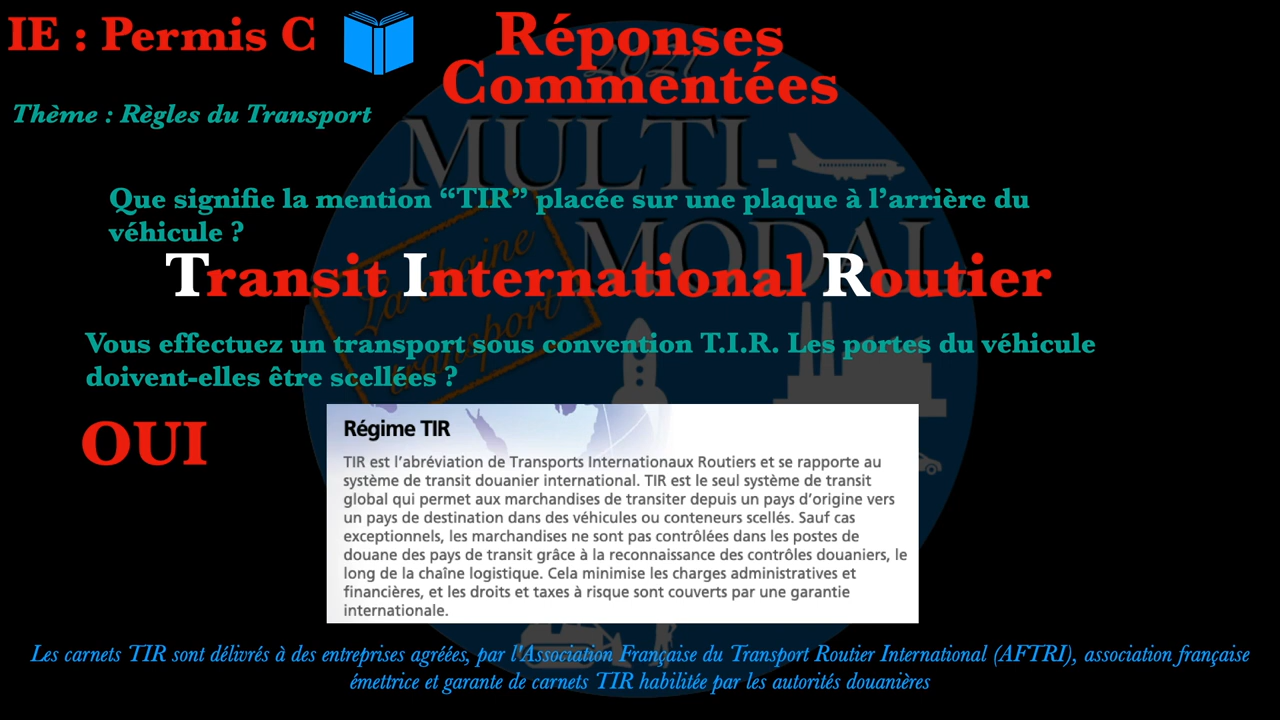 IE : Permis C
Réponses
Commentées
2021
Thème : Règles du Transport
MULTI-
MODAL
La chaine
transport
Que signifie la mention “TIR” placée sur une plaque à l’arrière du
véhicule ?
Transit International Routier
Vous effectuez un transport sous convention T.I.R. Les portes du véhicule
doivent-elles être scellées ?
OUI
Régime TIR
TIR est l’abréviation de Transports Internationaux Routiers et se rapporte au
système de transit douanier international. TIR est le seul système de transit
global qui permet aux marchandises de transiter depuis un pays d’origine vers
un pays de destination dans des véhicules ou conteneurs scellés. Sauf cas
exceptionnels, les marchandises ne sont pas contrôlées dans les postes de
douane des pays de transit grâce à la reconnaissance des contrôles douaniers, le
long de la chaîne logistique. Cela minimise les charges administratives et
financières, et les droits et taxes à risque sont couverts par une garantie
internationale.
Les carnets TIR sont délivrés à des entreprises agréées, par l'Association Française du Transport Routier International (AFTRI), association française
émettrice et garante de carnets TIR habilitée par les autorités douanières